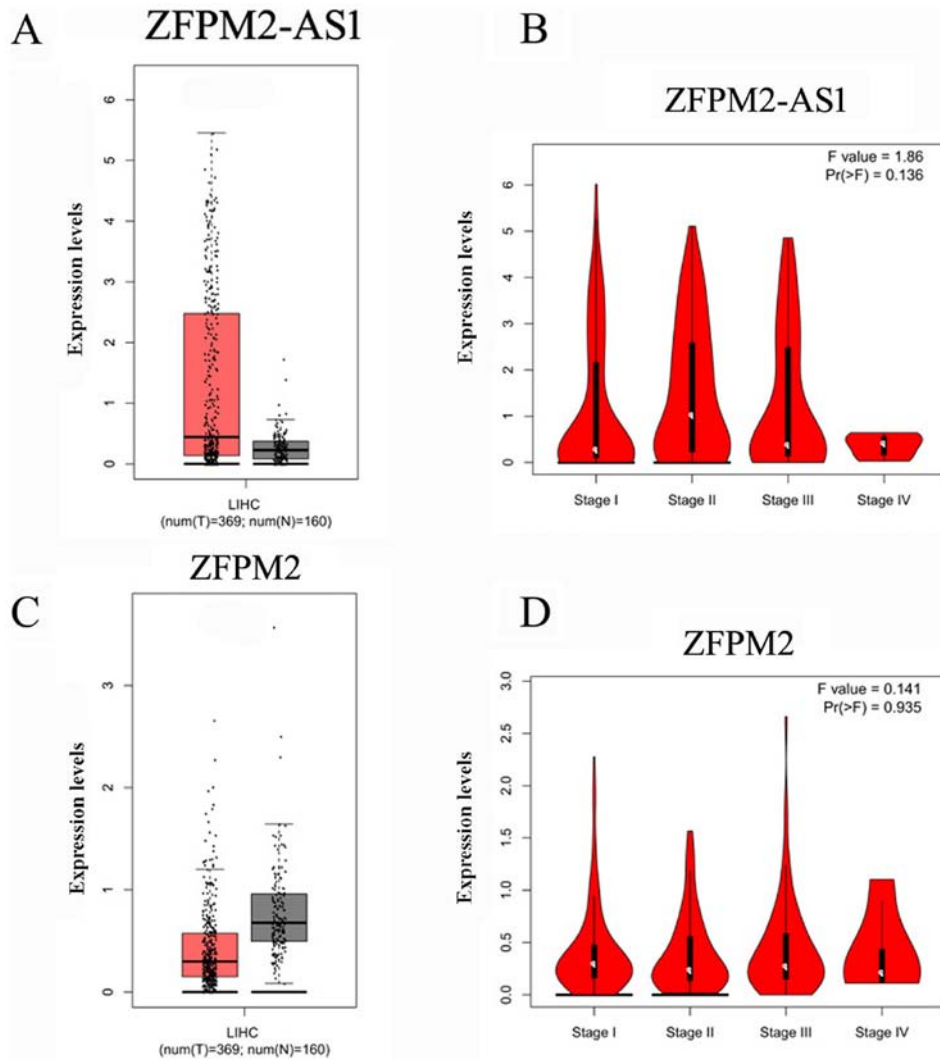 A
ZFPM2-AS1
Expression levels
6
5
4
3
2
1
0
LIHC
(num(T)=369; num(N)=160)
B
ZFPM2-AS1
F value = 1.86
Pr(>F) = 0.136
Expression levels
6
5
4
3
2
1
0
Stage I
Stage II
Stage III
Stage IV
C
ZFPM2
Expression levels
3
2
1
0
LIHC
(num(T)=369; num(N)=160)
D
ZFPM2
F value = 0.141
Pr(>F) = 0.935
Expression levels
3.0
2.5
2.0
1.5
1.0
0.5
0.0
Stage I
Stage II
Stage III
Stage IV